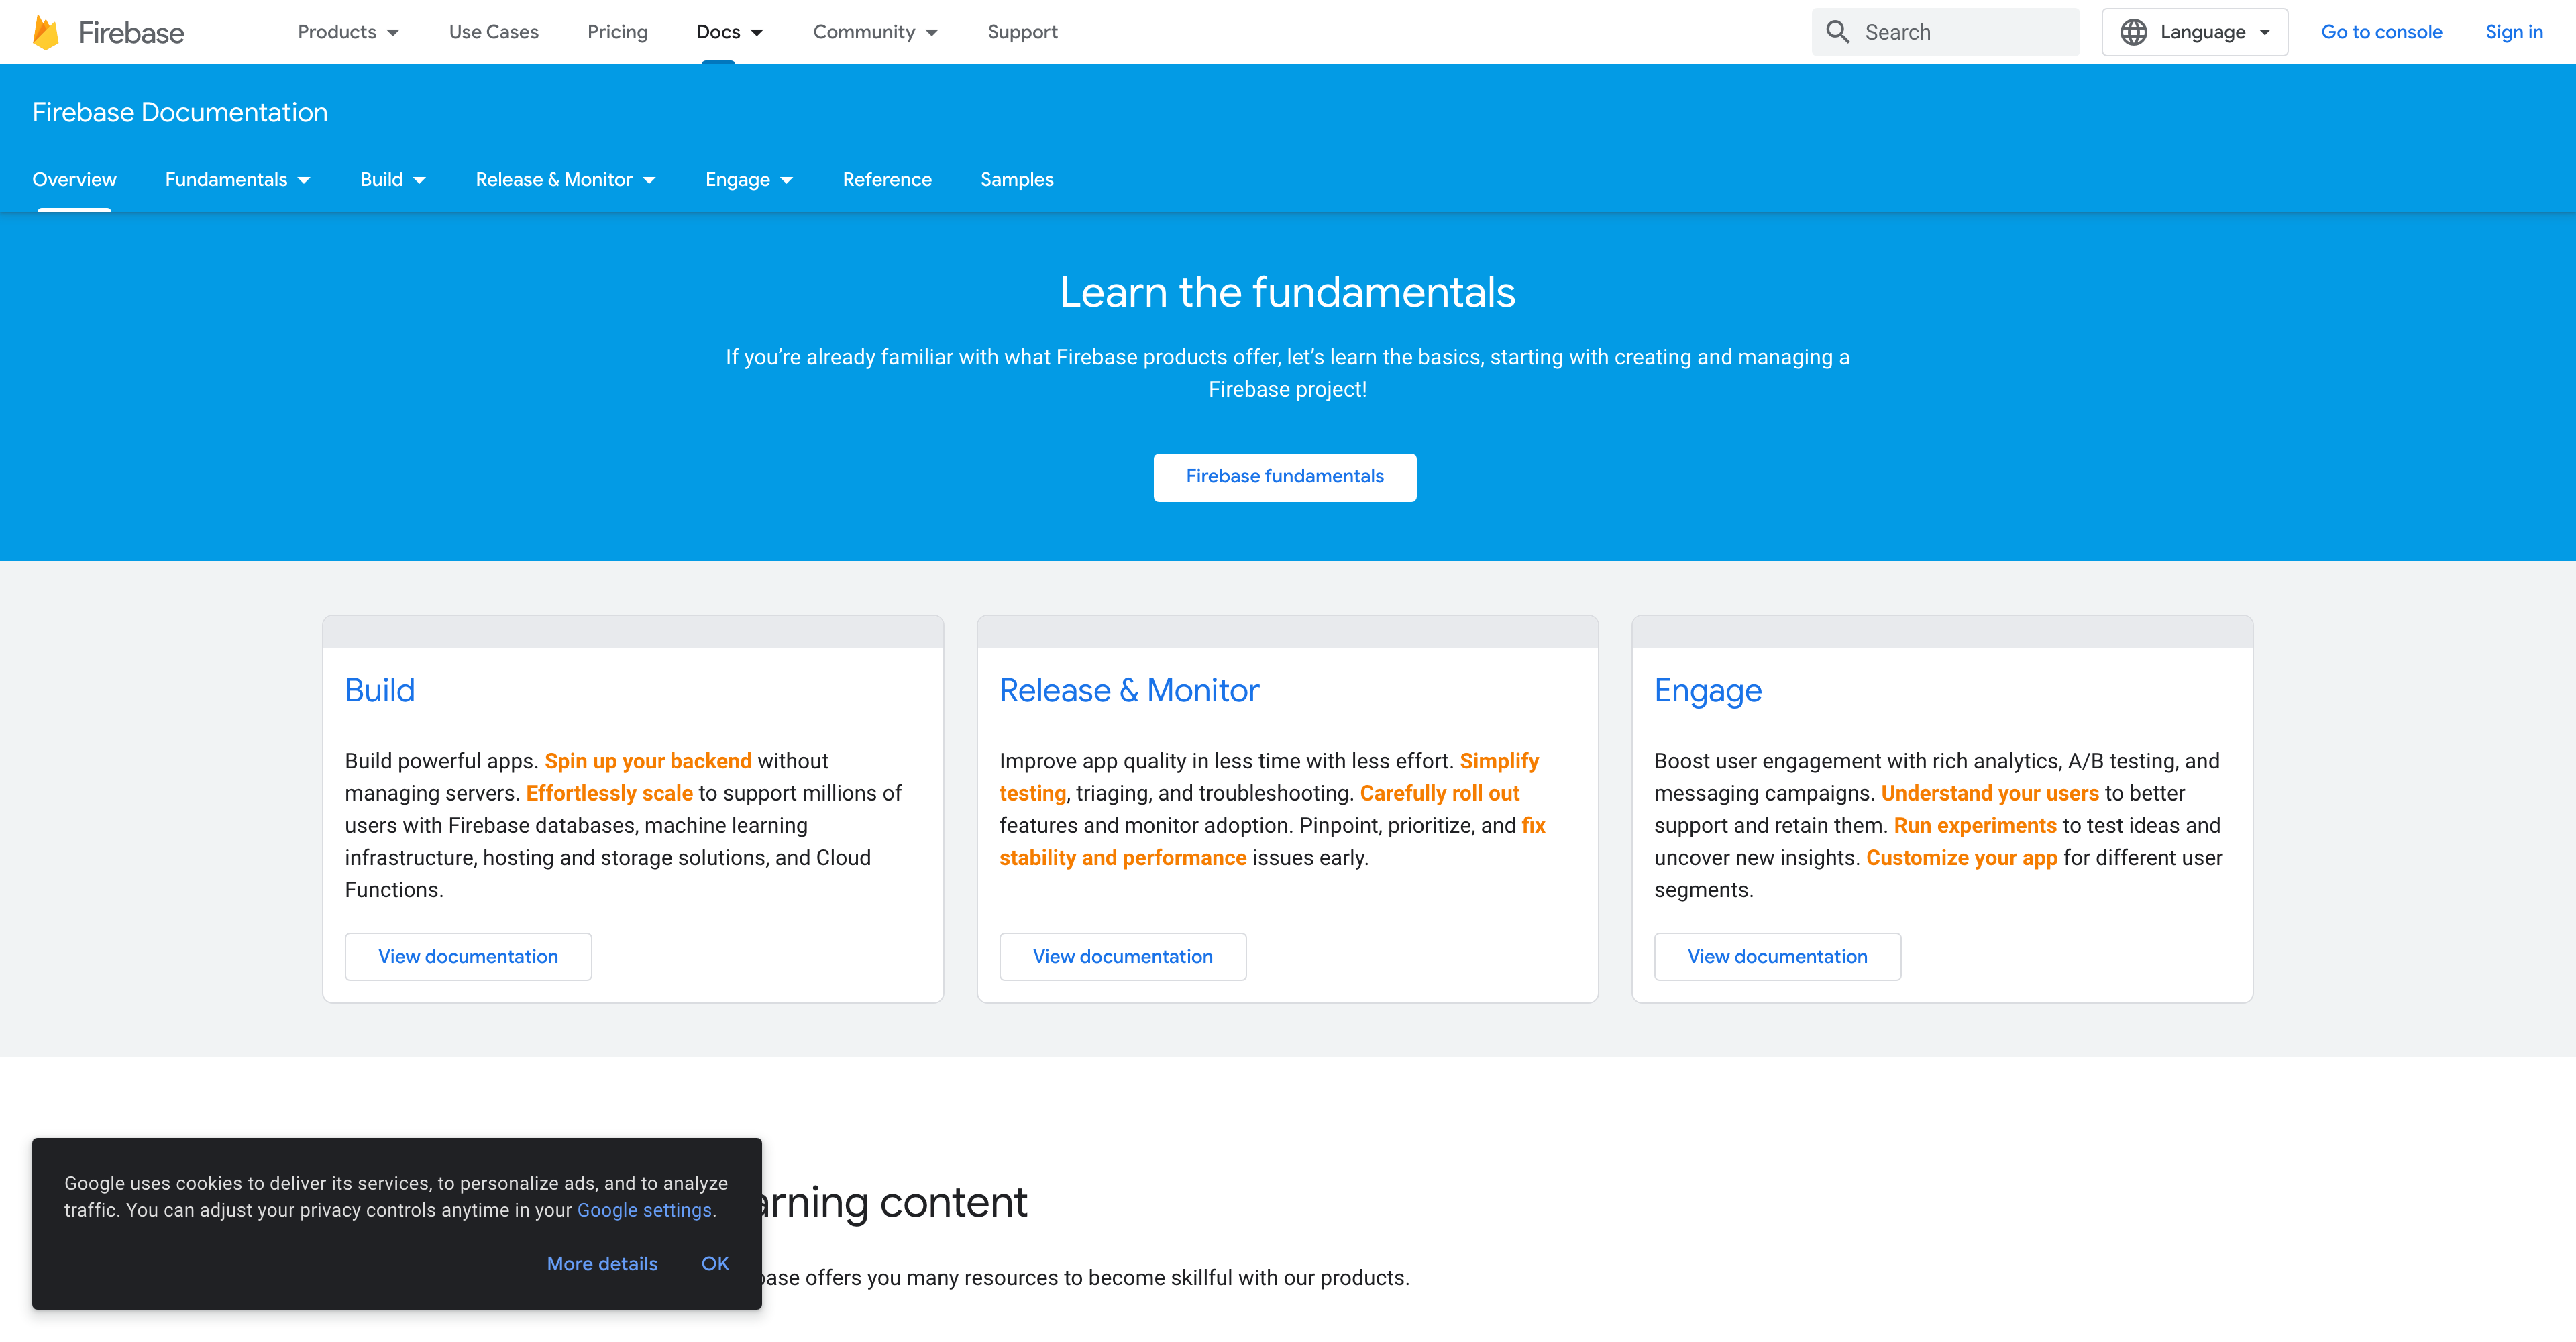 Firebase
Products
Use Cases
Pricing
Docs
Community
Support
Search
Language
Go to console
Sign in
Firebase Documentation
Overview
Fundamentals
Build
Release & Monitor
Engage
Reference
Samples
Learn the fundamentals
If you’re already familiar with what Firebase products offer, let’s learn the basics, starting with creating and managing a
Firebase project!
Firebase fundamentals
Build
Build powerful apps. Spin up your backend without
managing servers. Effortlessly scale to support millions of
users with Firebase databases, machine learning
infrastructure, hosting and storage solutions, and Cloud
Functions.
View documentation
Release & Monitor
Improve app quality in less time with less effort. Simplify
testing, triaging, and troubleshooting. Carefully roll out
features and monitor adoption. Pinpoint, prioritize, and fix
stability and performance issues early.
View documentation
Engage
Boost user engagement with rich analytics, A/B testing, and
messaging campaigns. Understand your users to better
support and retain them. Run experiments to test ideas and
uncover new insights. Customize your app for different user
segments.
View documentation
content
offers you many resources to become skillful with our products.
Google uses cookies to deliver its services, to personalize ads, and to analyze
traffic. You can adjust your privacy controls anytime in your Google settings.
More details
OK